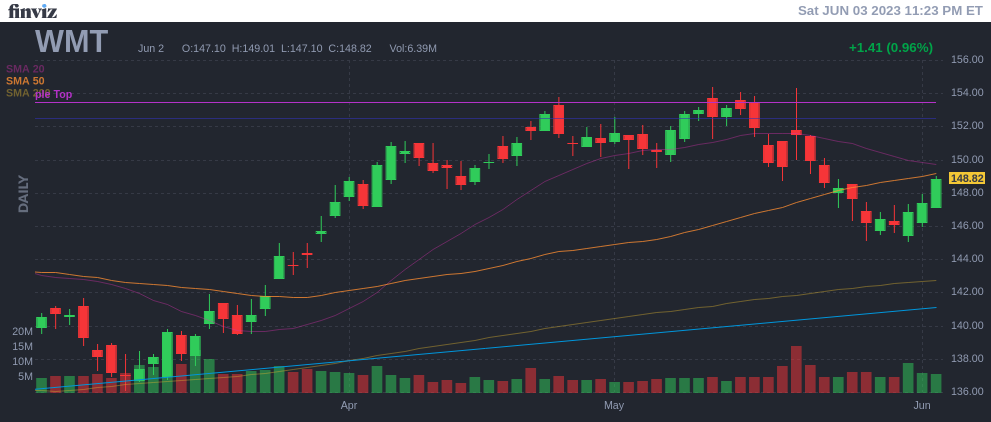 finviz
Sat JUN 03 2023 11:23 PM ET
WMT
Jun 2 O:147.10 H:149.01 L:147.10 C:148.82 Vol:6.39M
+1.41 (0.96%)
SMA 20
SMA 50
SMA 200
ple Top
DAILY
156.00
154.00
152.00
150.00
148.82
148.00
146.00
144.00
142.00
140.00
138.00
136.00
20M
15M
10M
5M
Apr
May
Jun